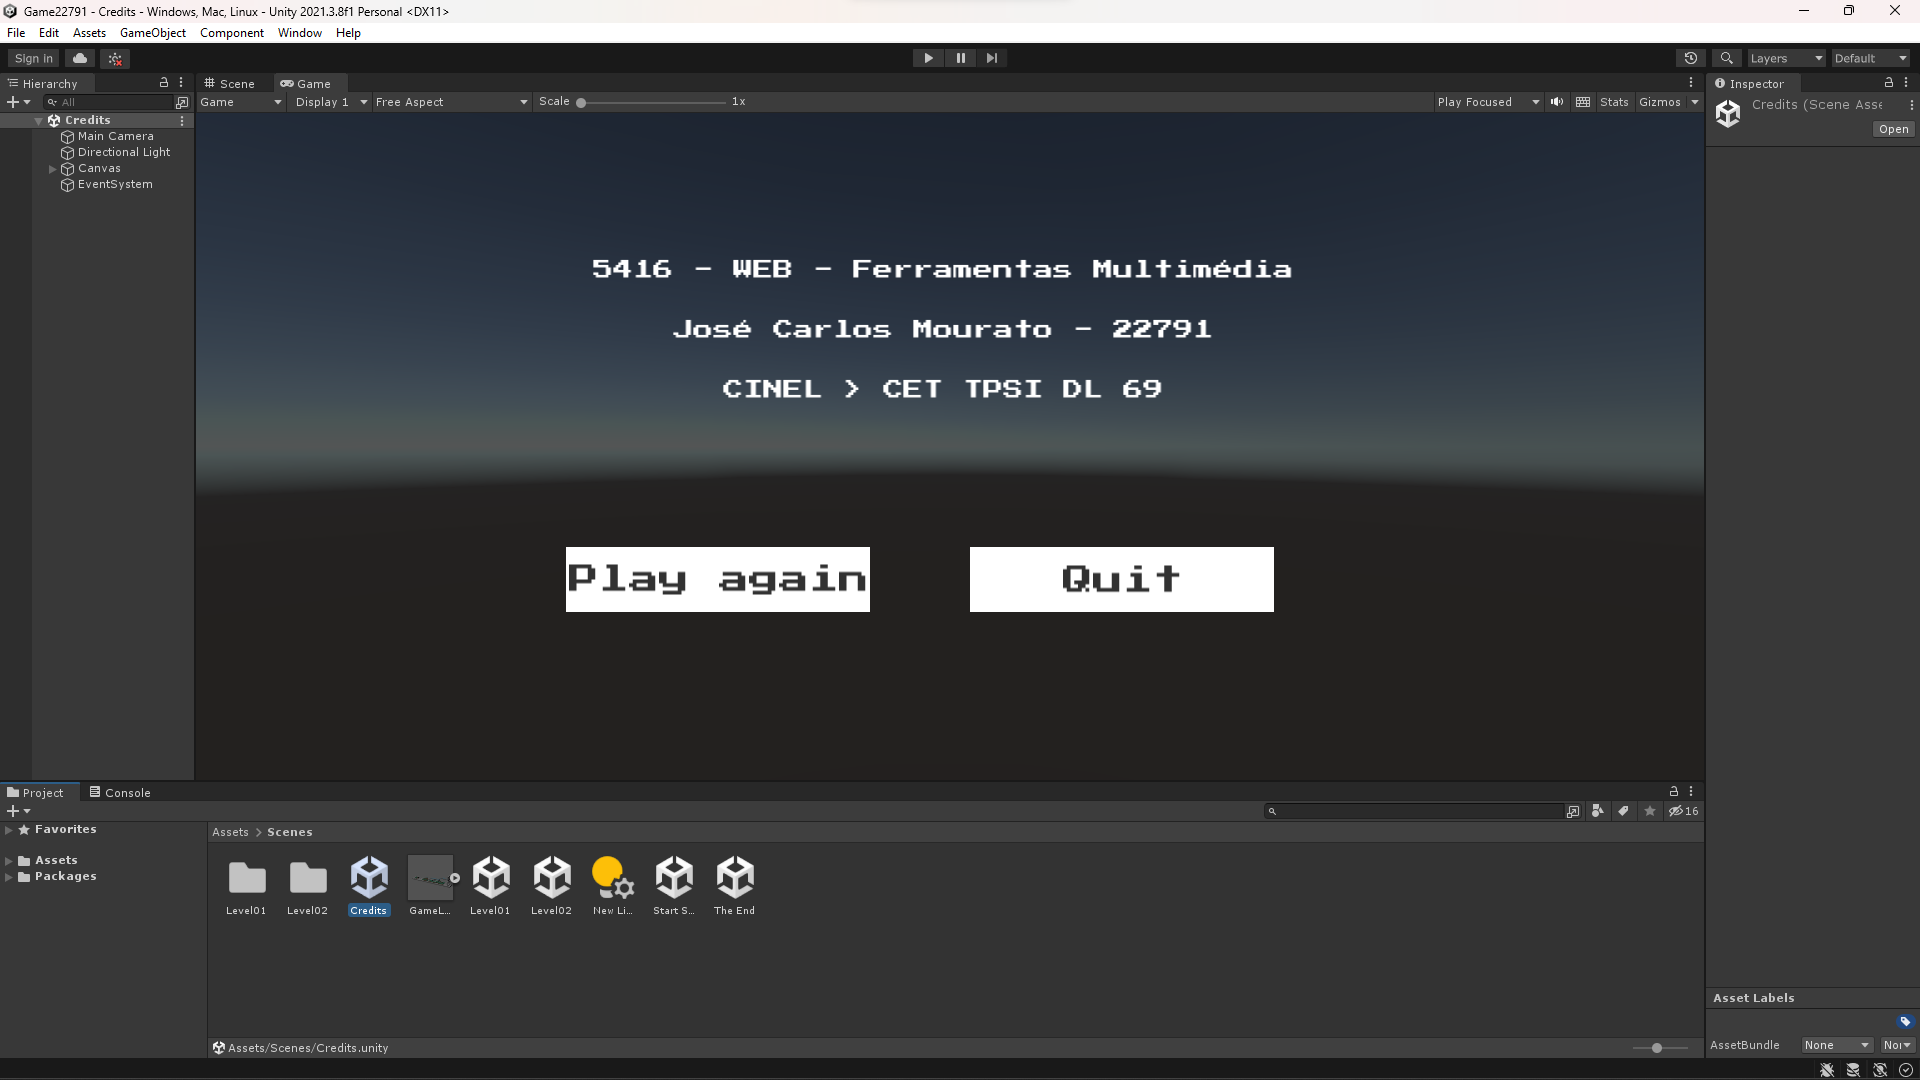 Game22791 - Credits - Windows, Mac, Linux - Unity 2021.3.8f1 Personal <DX11>
File Edit Assets GameObject Component Window Help
Sign in
Layers
Default
Hierarchy
Scene
Game
Inspector
All
Game
Display 1
Free Aspect
Scale
1x
Play Focused
Stats
Gizmos
Credits (Scene Asse
Open
Credits
Main Camera
Directional Light
Canvas
EventSystem
5416 - WEB - Ferramentas Multimédia
José Carlos Mourato - 22791
CINEL > CET TPSI DL 69
Play again
Quit
Project
Console
16
Favorites
Assets
Packages
Assets > Scenes
Level01
Level02
Credits
GameL...
Level01
Level02
New Li...
Start S...
The End
Assets/Scenes/Credits.unity
Asset Labels
AssetBundle
None
Nor